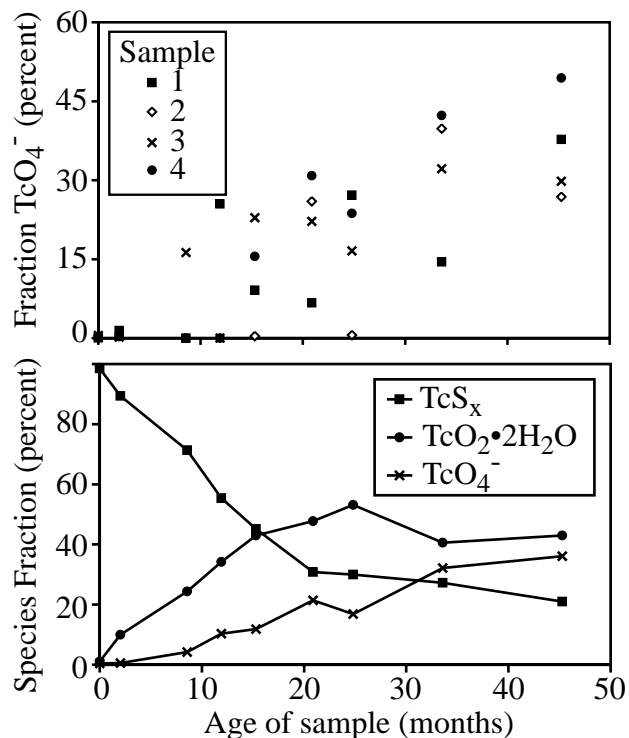 Fraction TcO₄⁻ (percent)
60
45
30
15
0
Sample
1
2
3
4
Species Fraction (percent)
80
60
40
20
0
TcSₓ
TcO₂•2H₂O
TcO₄⁻
0 10 20 30 40 50
Age of sample (months)